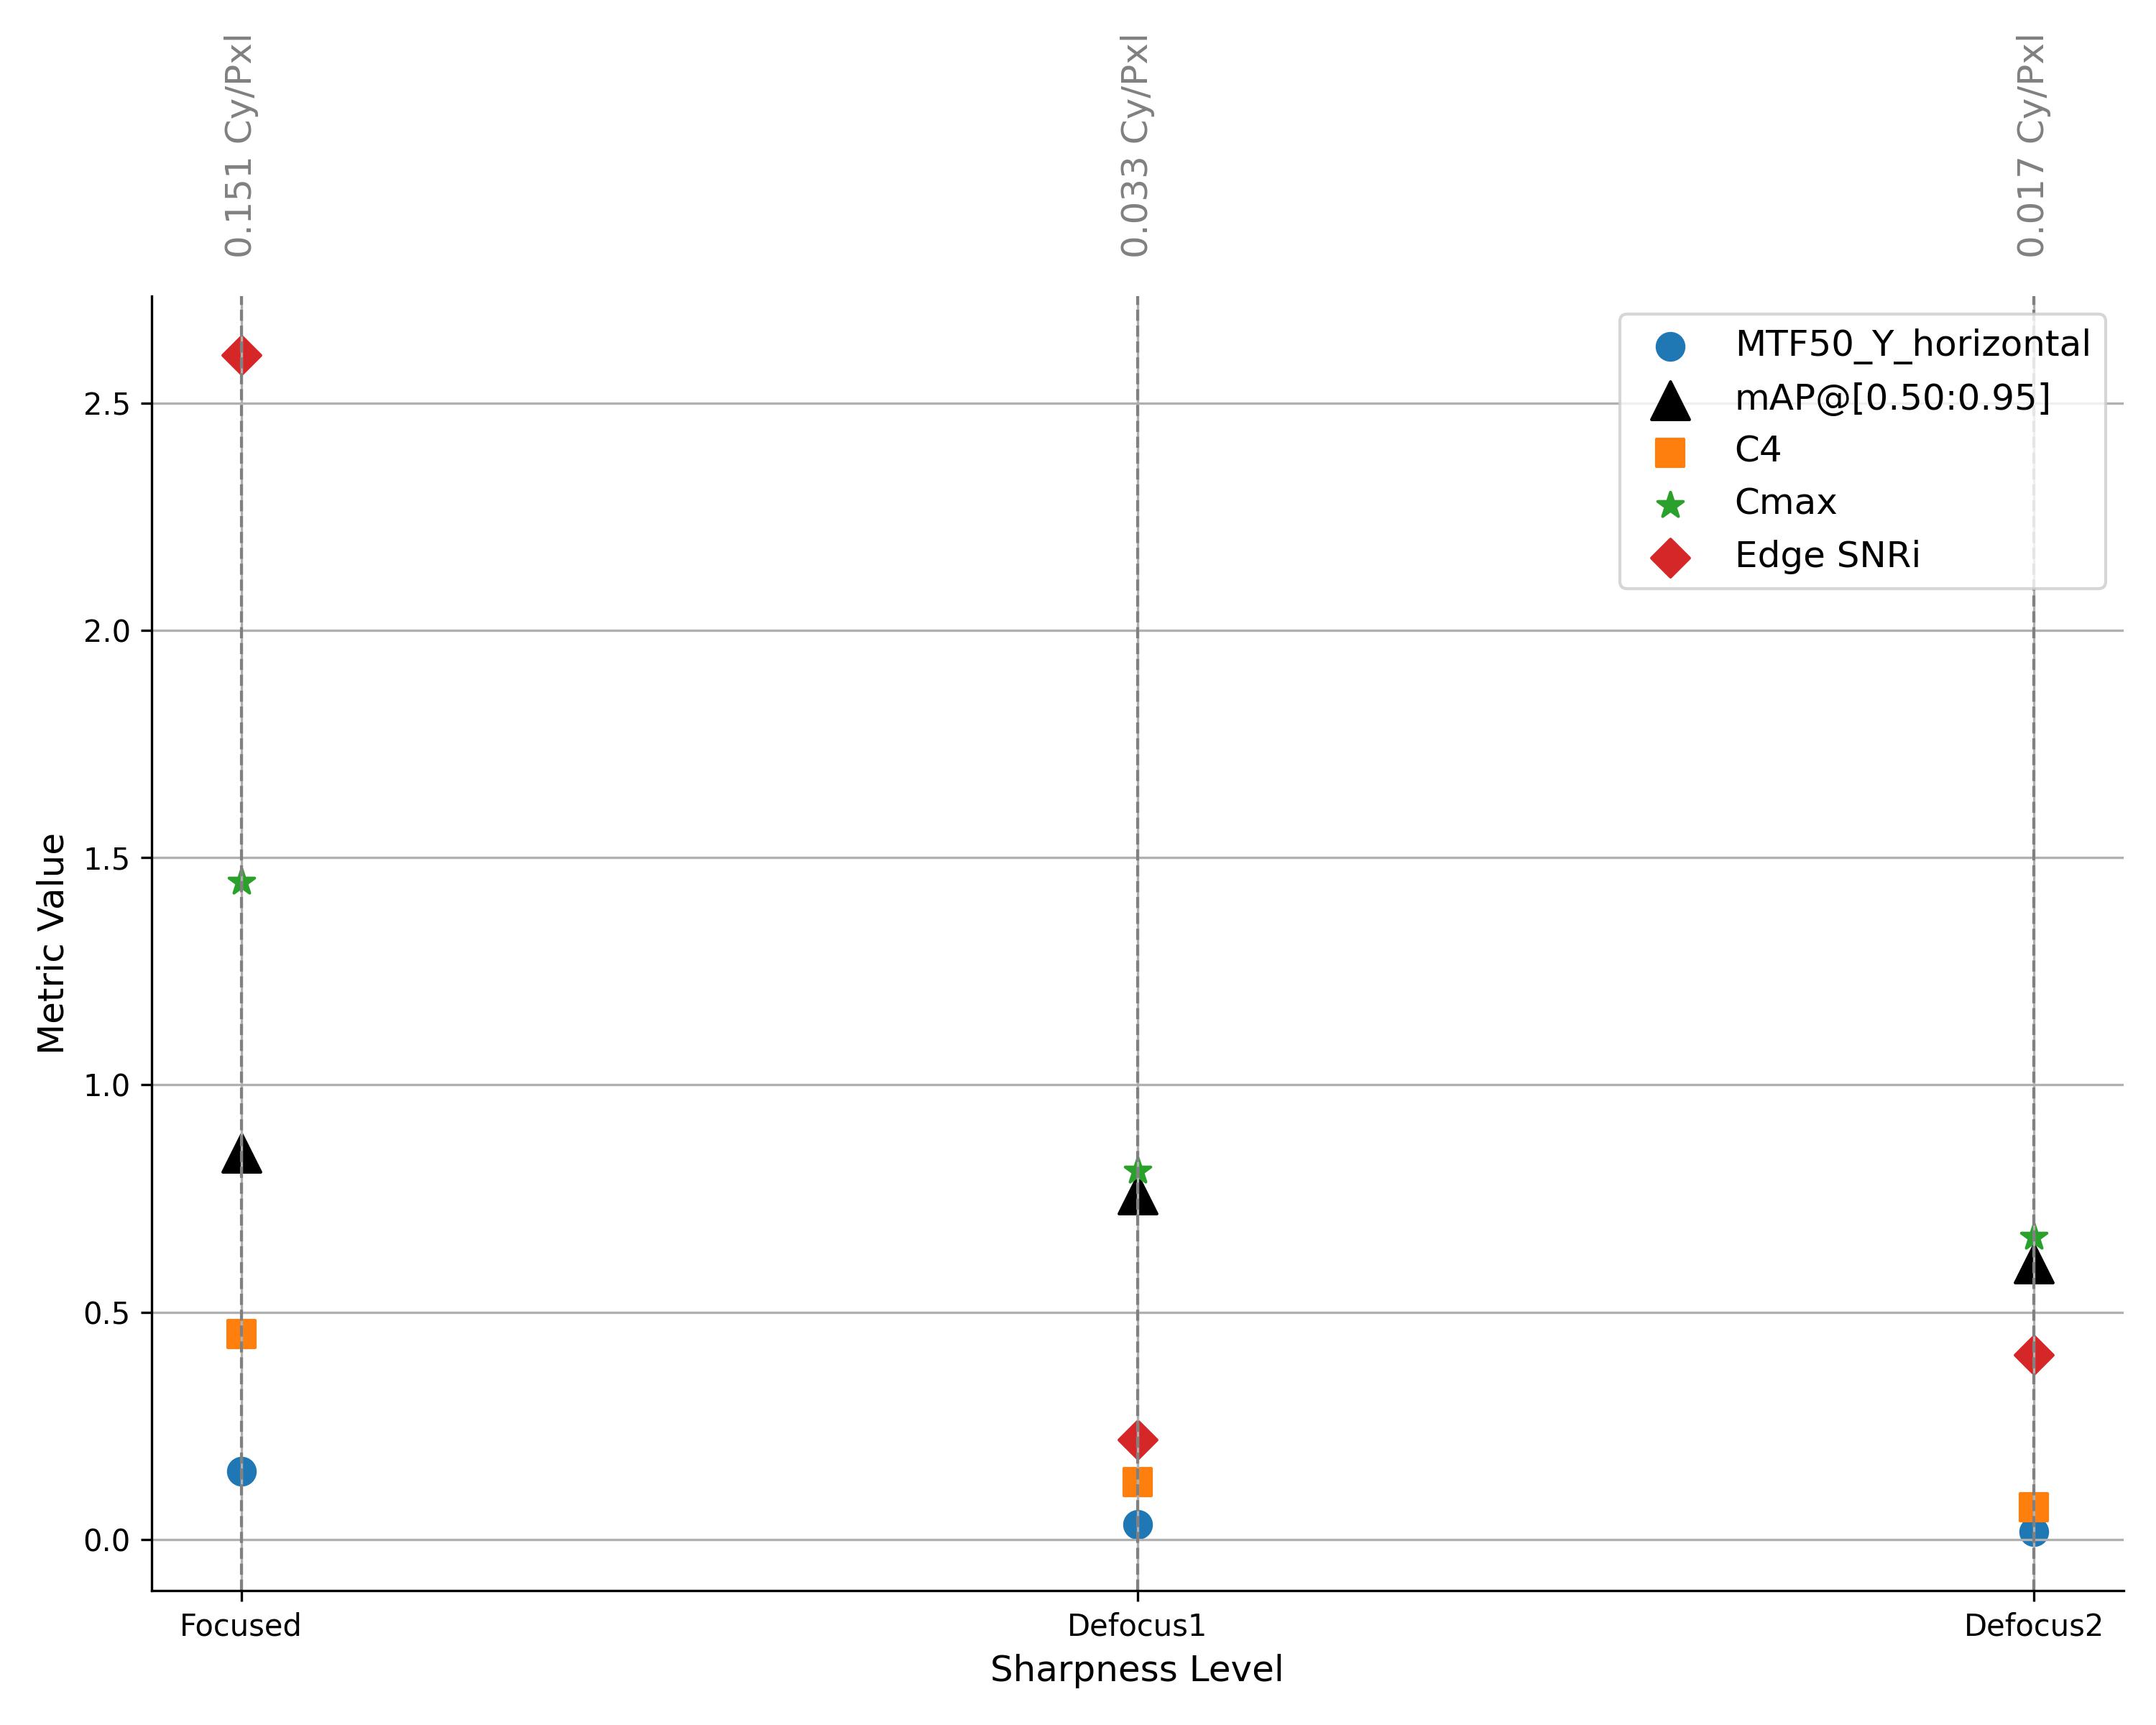 0.151 Cy/Pxl
0.033 Cy/Pxl
0.017 Cy/Pxl
MTF50_Y_horizontal
mAP@[0.50:0.95]
C4
Cmax
Edge SNRi
Metric Value
2.5
2.0
1.5
1.0
0.5
0.0
Focused
Defocus1
Defocus2
Sharpness Level